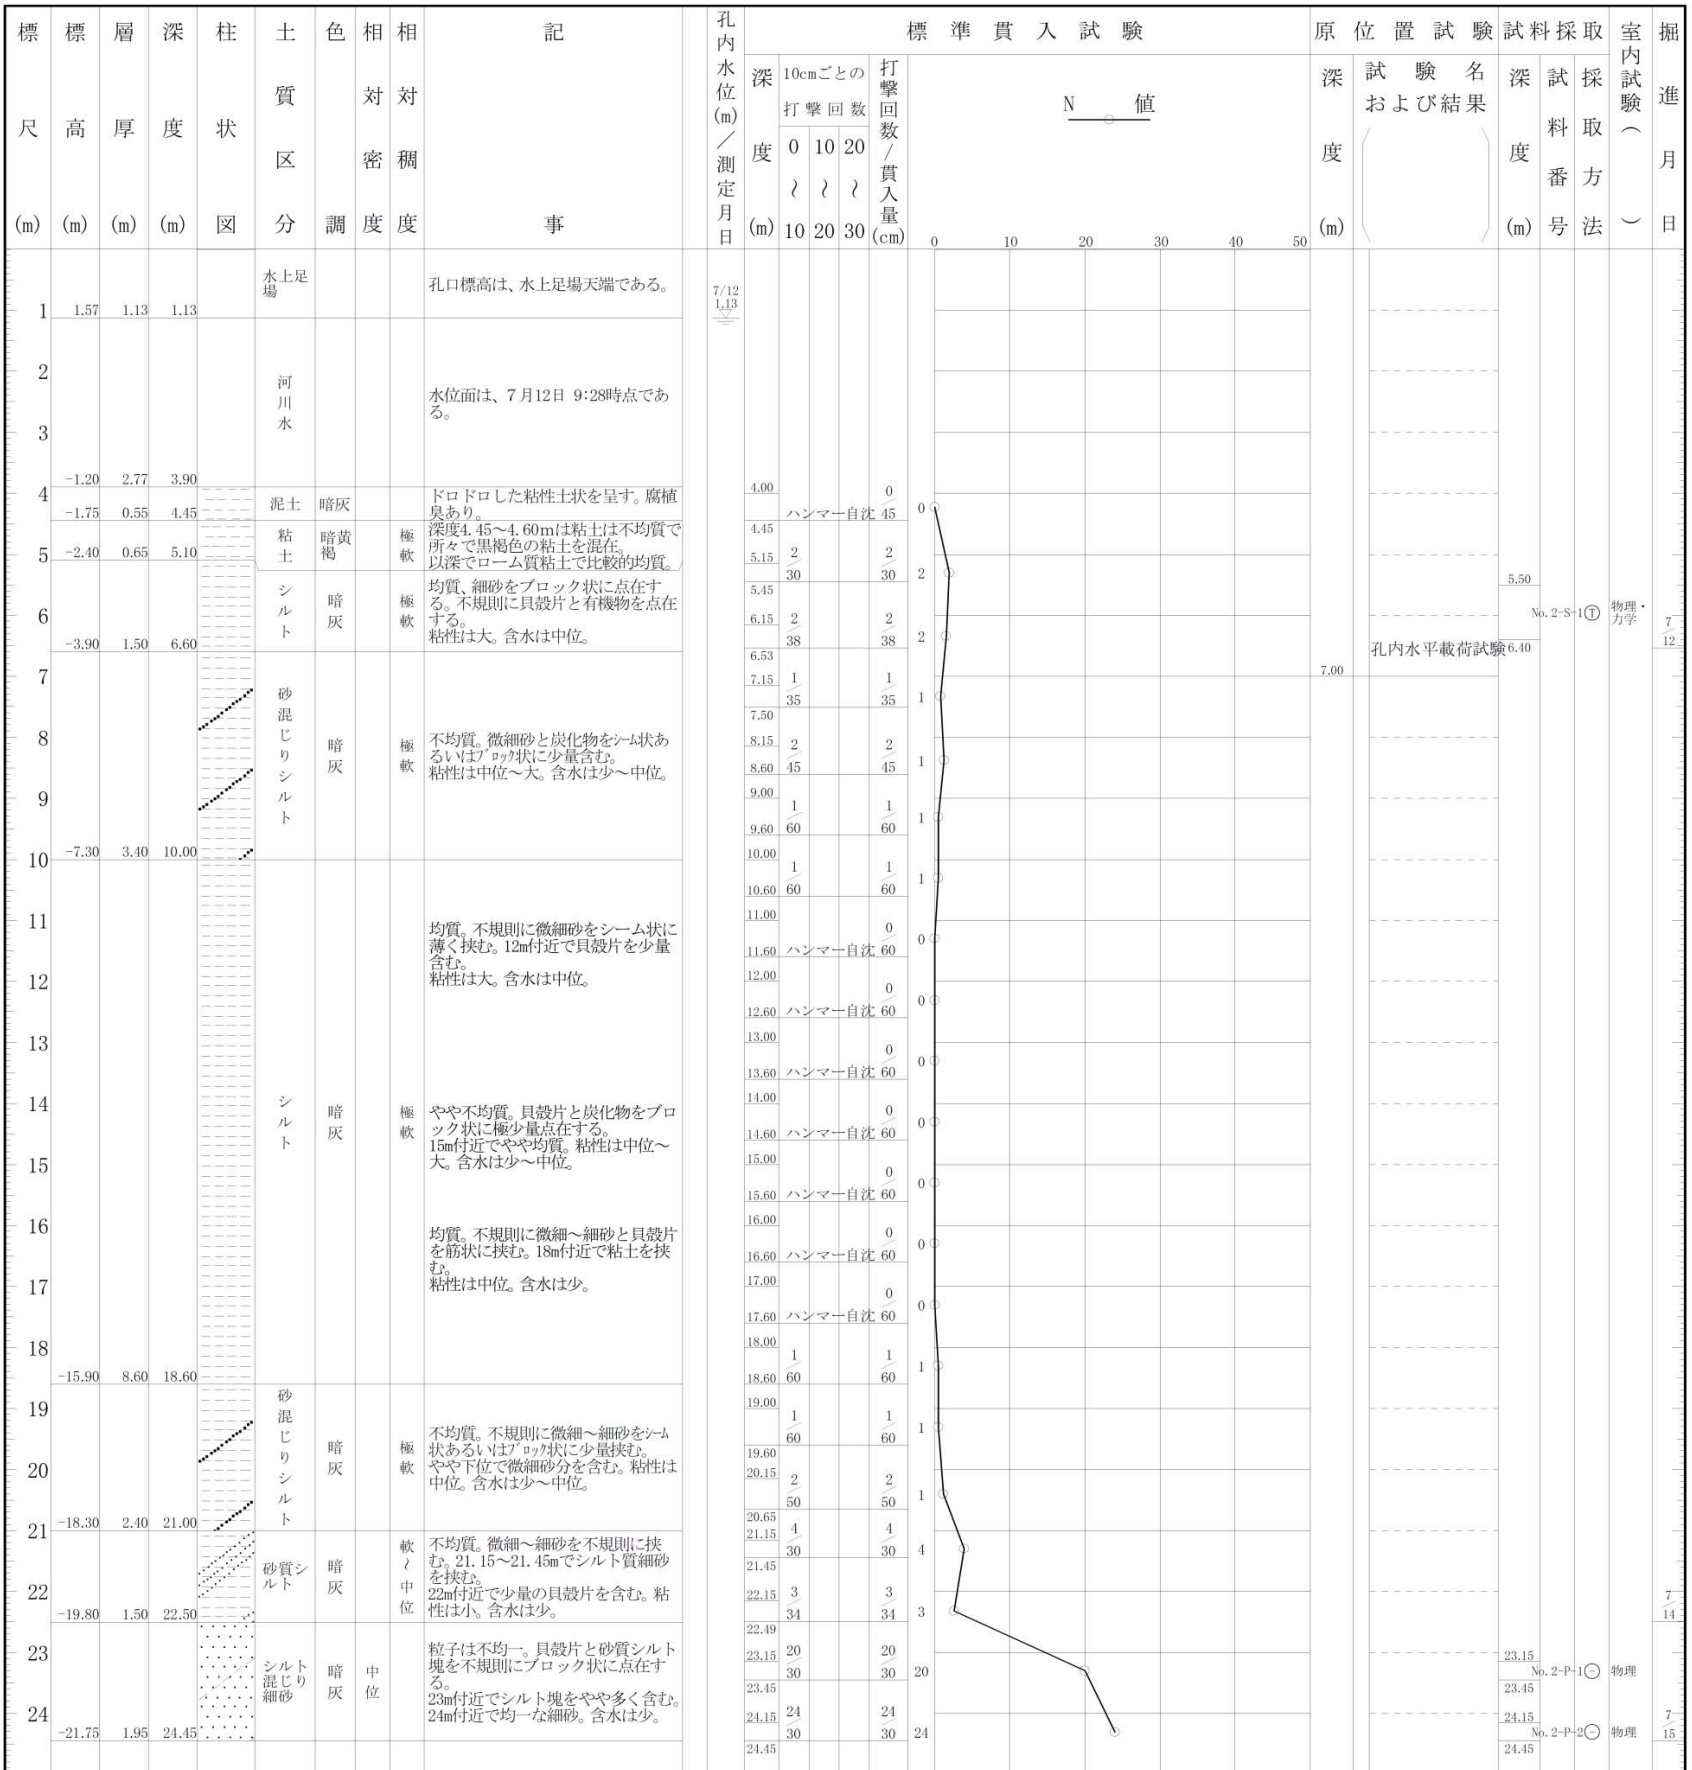 標尺(m)
標高(m)
層厚(m)
深度(m)
柱状図
土質区分
色調
相対密度
相対稠度
記事
孔内水位(m)／測定月日
標準貫入試験
深度(m)
10cmごとの
打撃回数
0～10
10～20
20～30
打撃回数/貫入量(cm)
N 値
0 10 20 30 40 50
原位置試験
深度(m)
試験名
および結果
試料採取
深度(m)
試料番号
採取方法
室内試験（ ）
掘進月日
1
2
3
4
5
6
7
8
9
10
11
12
13
14
15
16
17
18
19
20
21
22
23
24
1.57 1.13 1.13
水上足
場
孔口標高は、水上足場天端である。
-1.20 2.77 3.90
河川水
水位面は、7月12日 9:28時点であ
る。
-1.75 0.55 4.45
泥土 暗灰
ドロドロした粘性土状を呈す。腐植
臭あり。
-2.40 0.65 5.10
粘土
暗黄
褐
極軟
深度4.45～4.60mは粘土は不均質で
所々で黒褐色の粘土を混在。
以深でローム質粘土で比較的均質。
-3.90 1.50 6.60
シルト
暗灰
極軟
均質、細砂をブロック状に点在す
る。不規則に貝殻片と有機物を点在
する。
粘性は大。含水は中位。
-7.30 3.40 10.00
砂混じりシルト
暗灰
極軟
不均質。微細砂と炭化物をｼｰﾑ状あ
るいはﾌﾞﾛｯｸ状に少量含む。
粘性は中位～大。含水は少～中位。
-15.90 8.60 18.60
シルト
暗灰
極軟
均質。不規則に微細砂をシーム状に
薄く挟む。12m付近で貝殻片を少量
含む。
粘性は大。含水は中位。
やや不均質。貝殻片と炭化物をブロ
ック状に極少量点在する。
15m付近でやや均質。粘性は中位～
大。含水は少～中位。
均質。不規則に微細～細砂と貝殻片
を筋状に挟む。18m付近で粘土を挟
む。
粘性は中位。含水は少。
-18.30 2.40 21.00
砂混じりシルト
暗灰
極軟
不均質。不規則に微細～細砂をｼｰﾑ
状あるいはﾌﾞﾛｯｸ状に少量挟む。
やや下位で微細砂分を含む。粘性は
中位。含水は少～中位。
-19.80 1.50 22.50
砂質シ
ルト
暗灰
軟～中位
不均質。微細～細砂を不規則に挟
む。21.15～21.45mでシルト質細砂
を挟む。
22m付近で少量の貝殻片を含む。粘
性は小。含水は少。
-21.75 1.95 24.45
シルト
混じり
細砂
暗灰
中位
粒子は不均一。貝殻片と砂質シルト
塊を不規則にブロック状に点在す
る。
23m付近でシルト塊をやや多く含む。
24m付近で均一な細砂。含水は少。
7/12
1.13
4.00 ハンマー自沈 0/45 0
4.45
5.15 2/30 2/30 2
5.45
6.15 2/38 2/38 2
6.53
7.15 1/35 1/35 1
7.50
8.15 2/45 2/45 1
8.60
9.00 1/60 1/60 1
9.60
10.00 1/60 1/60 1
10.60
11.00 0/60 0
11.60 ハンマー自沈
12.00 0/60 0
12.60 ハンマー自沈
13.00 0/60 0
13.60 ハンマー自沈
14.00 0/60 0
14.60 ハンマー自沈
15.00 0/60 0
15.60 ハンマー自沈
16.00 0/60 0
16.60 ハンマー自沈
17.00 0/60 0
17.60 ハンマー自沈
18.00 1/60 1/60 1
18.60
19.00 1/60 1/60 1
19.60
20.15 2/50 2/50 1
20.65
21.15 4/30 4/30 4
21.45
22.15 3/34 3/34 3
22.49
23.15 20/30 20/30 20
23.45
24.15 24/30 24/30 24
24.45
孔内水平載荷試験
7.00
5.50
No.2-S-1 Ⓣ 物理・
力学
6.40
7/12
7/14
23.15
No.2-P-1 ⊖ 物理
23.45
24.15
No.2-P-2 ⊖ 物理
24.45
7/15